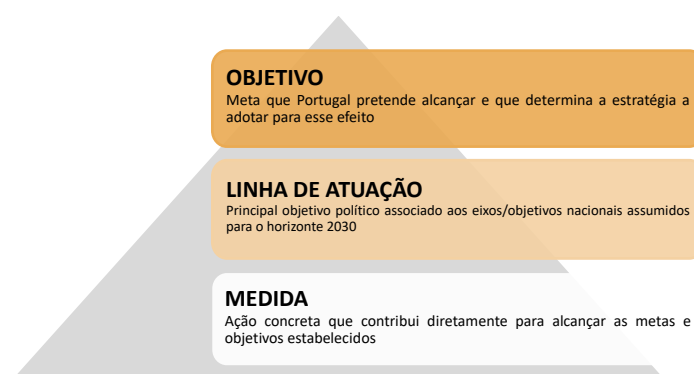 OBJETIVO
Meta que Portugal pretende alcançar e que determina a estratégia a
adotar para esse efeito
LINHA DE ATUAÇÃO
Principal objetivo político associado aos eixos/objetivos nacionais assumidos
para o horizonte 2030
MEDIDA
Ação concreta que contribui diretamente para alcançar as metas e
objetivos estabelecidos